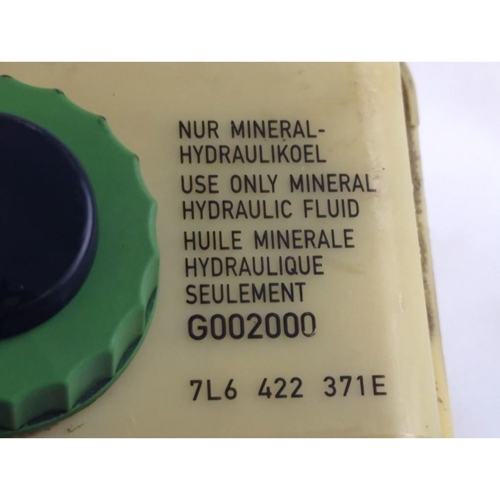 NUR MINERAL-
HYDRAULIKOEL
USE ONLY MINERAL
HYDRAULIC FLUID
HUILE MINERALE
HYDRAULIQUE
SEULEMENT
G002000
7L6 422 371E